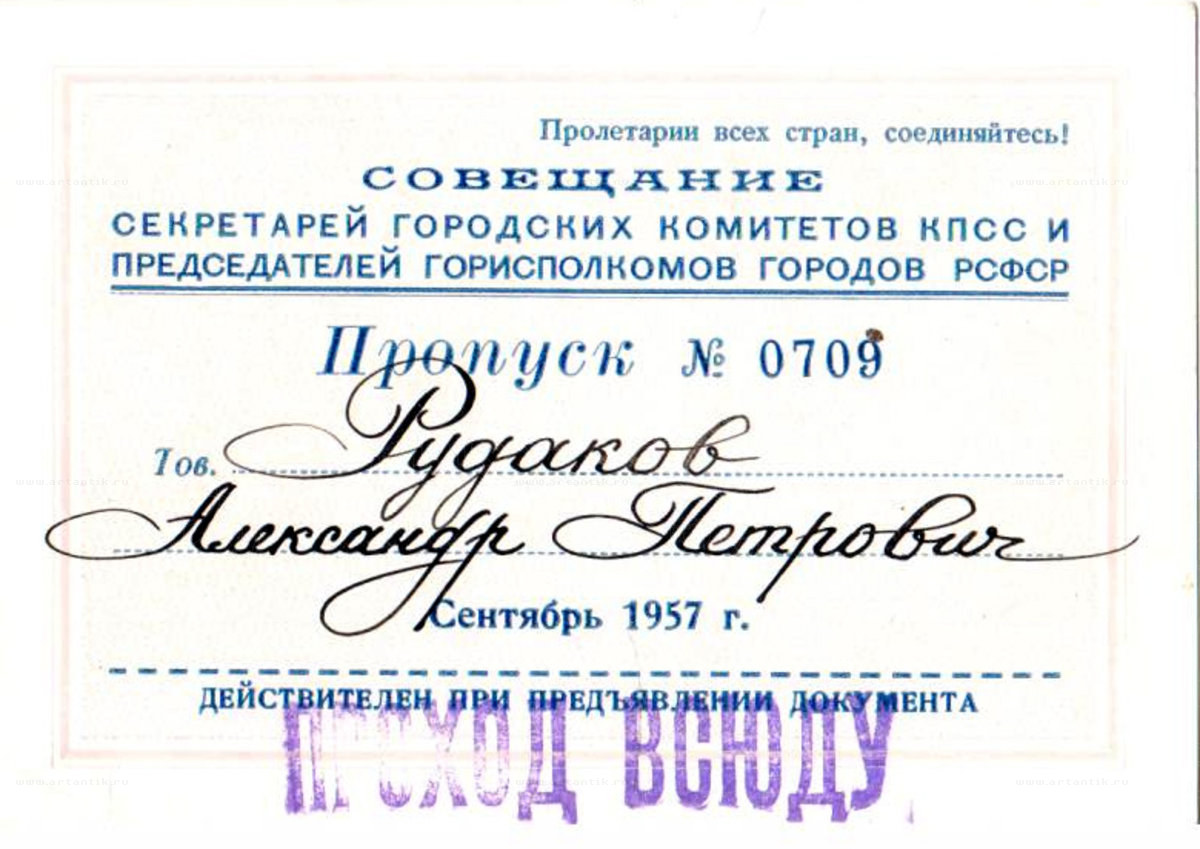 Пролетарии всех стран, соединяйтесь!
СОВЕЩАНИЕ
СЕКРЕТАРЕЙ ГОРОДСКИХ КОМИТЕТОВ КПСС И
ПРЕДСЕДАТЕЛЕЙ ГОРИСПОЛКОМОВ ГОРОДОВ РСФСР
Пропуск № 0709
Тов. Рудаков
Александр Петрович
Сентябрь 1957 г.
ДЕЙСТВИТЕЛЕН ПРИ ПРЕДЪЯВЛЕНИИ ДОКУМЕНТА
ПРОХОД ВСЮДУ